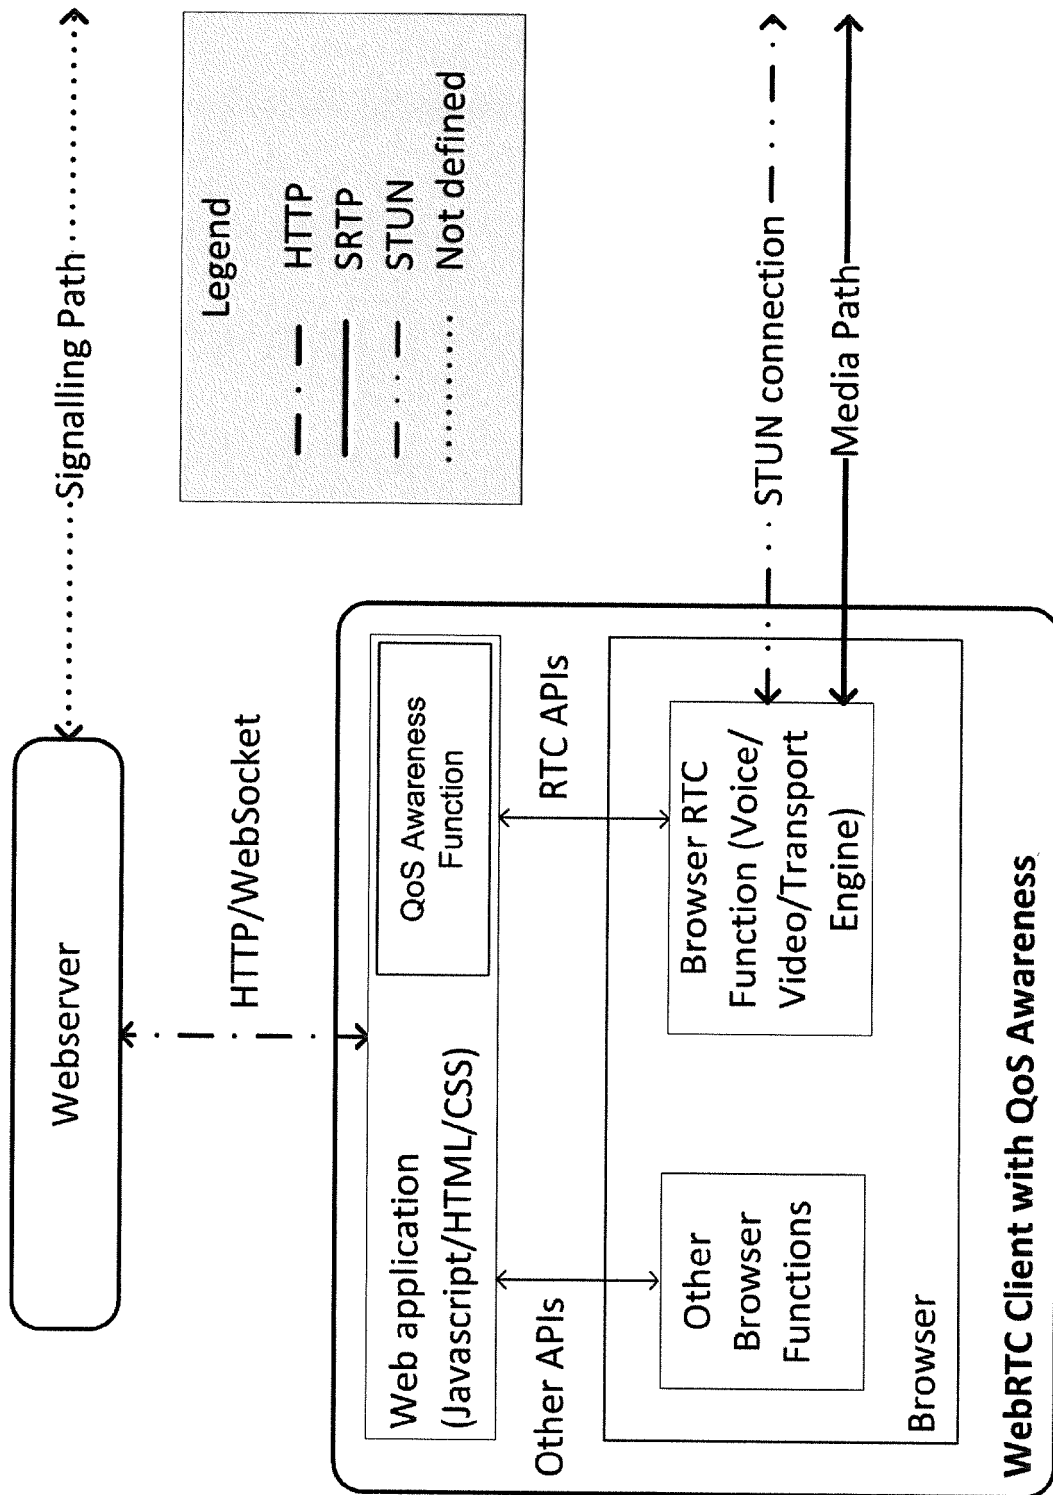 Webserver
Signalling Path
HTTP/WebSocket
Legend
HTTP
SRTP
STUN
Not defined
Web application
(Javascript/HTML/CSS)
QoS Awareness
Function
Other APIs
RTC APIs
Other
Browser
Functions
Browser RTC
Function (Voice/
Video/Transport
Engine)
STUN connection
Media Path
Browser
WebRTC Client with QoS Awareness